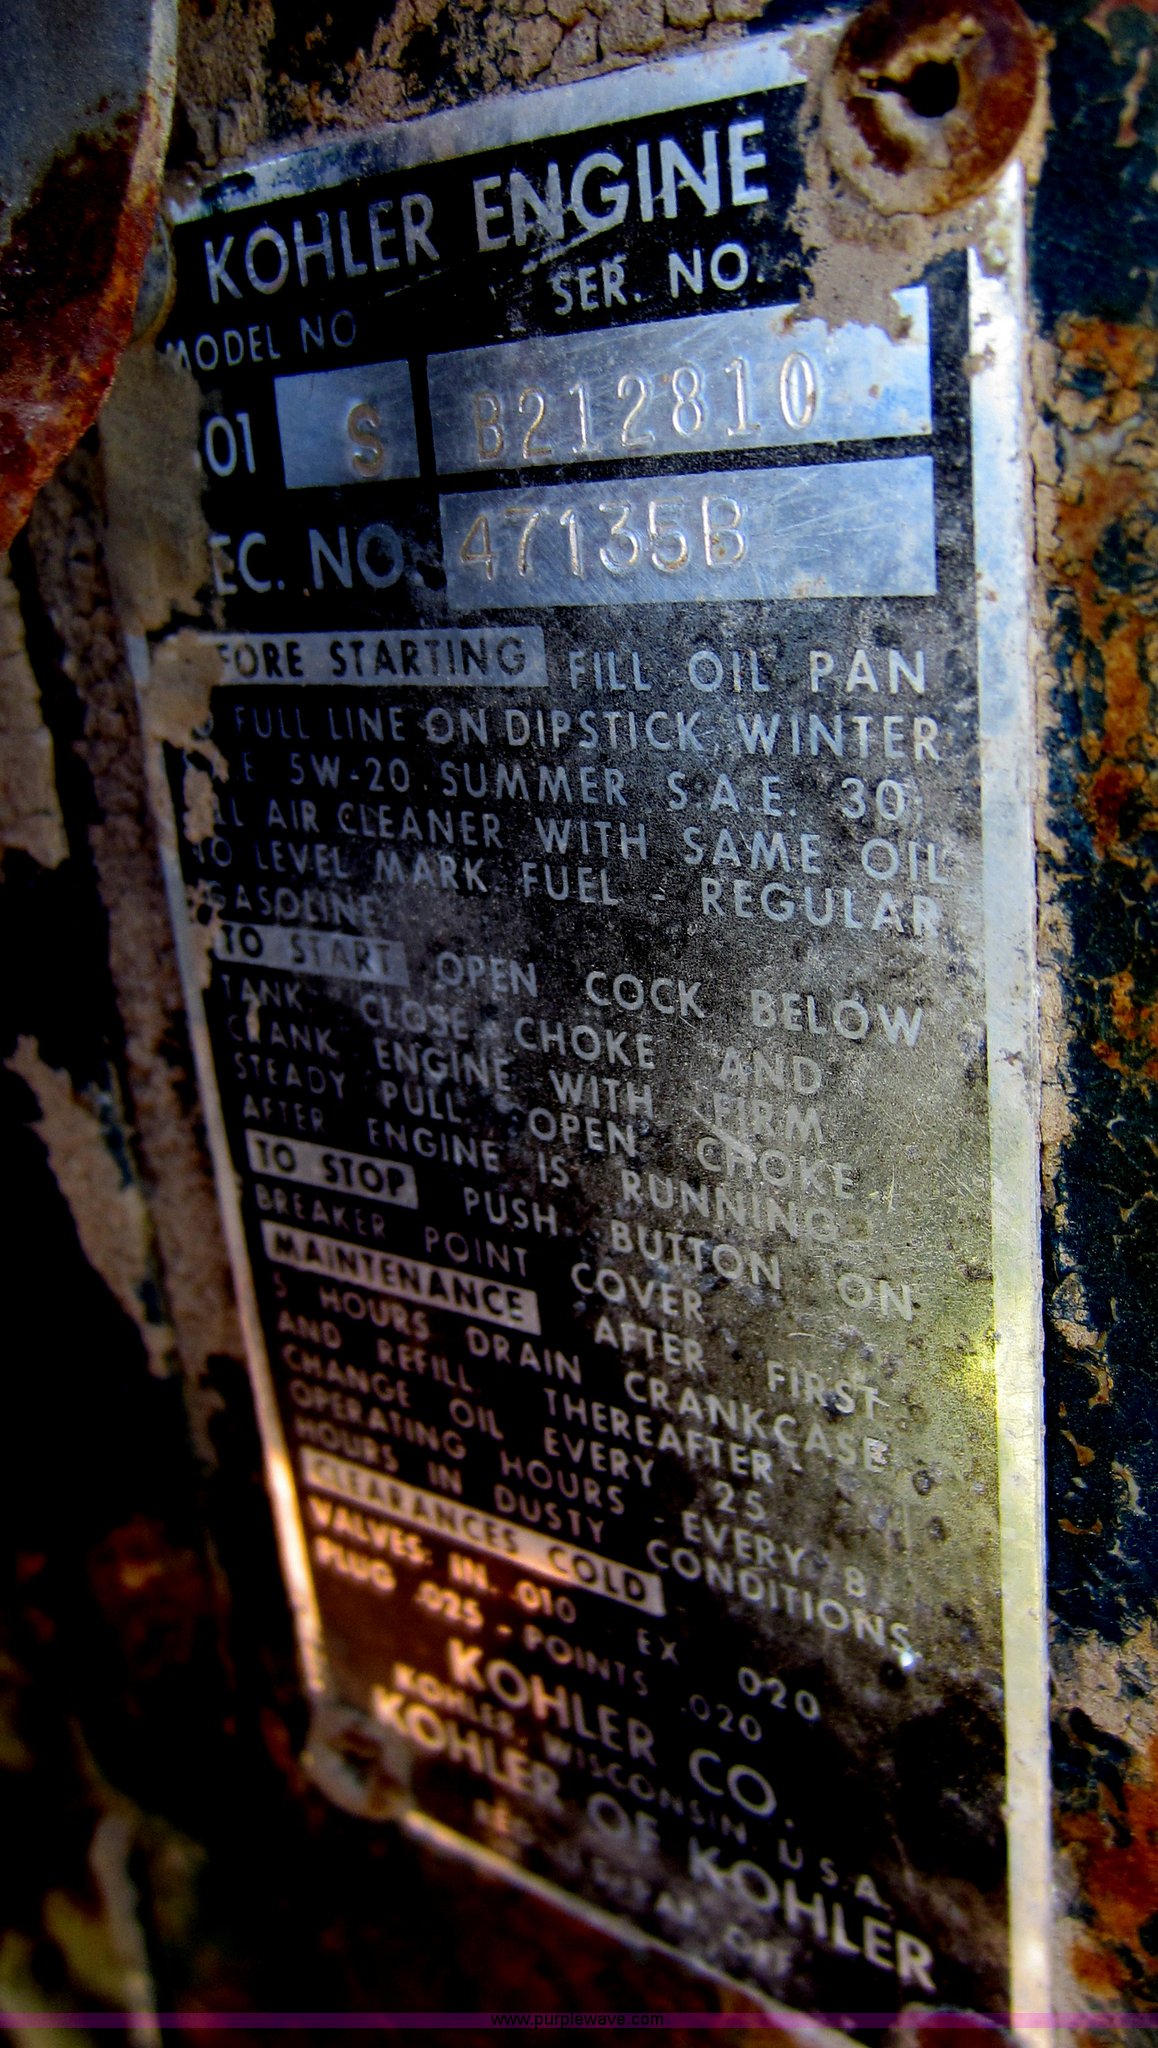 KOHLER ENGINE
MODEL NO SER. NO.
01 S B212810
EC. NO. 47135B
FORE STARTING FILL OIL PAN
FULL LINE ON DIPSTICK. WINTER
.E 5W-20. SUMMER S.A.E. 30.
AIR CLEANER WITH SAME OIL
TO LEVEL MARK FUEL - REGULAR
GASOLINE
TO START OPEN COCK BELOW
TANK. CLOSE CHOKE AND
CRANK ENGINE WITH FIRM
STEADY PULL. OPEN CHOKE
AFTER ENGINE IS RUNNING.
TO STOP PUSH BUTTON ON
BREAKER POINT COVER
MAINTENANCE AFTER FIRST
5 HOURS DRAIN CRANKCASE
AND REFILL. THEREAFTER
CHANGE OIL EVERY 25
OPERATING HOURS - EVERY 8
HOURS IN DUSTY CONDITIONS.
CLEARANCES COLD
VALVES: IN. .010 EX 020
PLUG .025 - POINTS .020
KOHLER CO.
KOHLER, WISCONSIN. U.S.A.
KOHLER OF KOHLER
www.purplewave.com